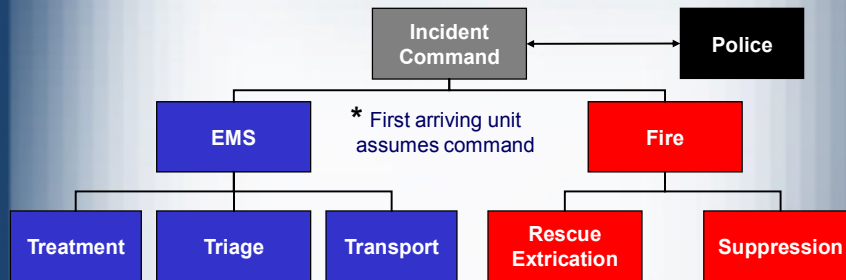 Incident
Command
Police
EMS
* First arriving unit
assumes command
Fire
Treatment
Triage
Transport
Rescue
Extrication
Suppression